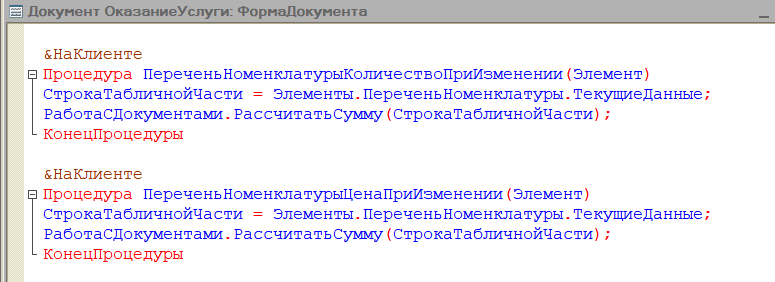 Документ ОказаниеУслуги: ФормаДокумента
&НаКлиенте
Процедура ПереченьНоменклатурыКоличествоПриИзменении(Элемент)
СтрокаТабличнойЧасти = Элементы.ПереченьНоменклатуры.ТекущиеДанные;
РаботаСДокументами.РассчитатьСумму(СтрокаТабличнойЧасти);
КонецПроцедуры
&НаКлиенте
Процедура ПереченьНоменклатурыЦенаПриИзменении(Элемент)
СтрокаТабличнойЧасти = Элементы.ПереченьНоменклатуры.ТекущиеДанные;
РаботаСДокументами.РассчитатьСумму(СтрокаТабличнойЧасти);
КонецПроцедуры